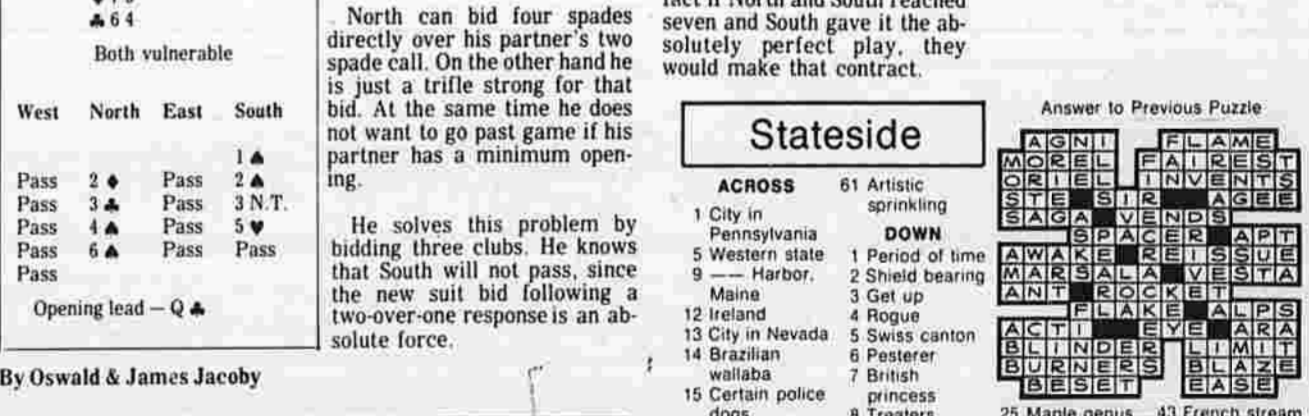 ♣ 6 4
Both vulnerable
West North East South
1 ♠
Pass 2 ♦ Pass 2 ♠
Pass 3 ♣ Pass 3 N.T.
Pass 4 ♠ Pass 5 ♥
Pass 6 ♠ Pass Pass
Pass
Opening lead — Q ♣
By Oswald & James Jacoby
North can bid four spades
directly over his partner's two
spade call. On the other hand he
is just a trifle strong for that
bid. At the same time he does
not want to go past game if his
partner has a minimum open-
ing.
He solves this problem by
bidding three clubs. He knows
that South will not pass, since
the new suit bid following a
two-over-one response is an ab-
solute force.
fact if North and South reached
seven and South gave it the ab-
solutely perfect play, they
would make that contract.
Stateside
ACROSS
1 City in
Pennsylvania
5 Western state
9 —— Harbor,
Maine
12 Ireland
13 City in Nevada
14 Brazilian
wallaba
15 Certain police
dogs
61 Artistic
sprinkling
DOWN
1 Period of time
2 Shield bearing
3 Get up
4 Rogue
5 Swiss canton
6 Pesterer
7 British
princess
8 Treaters
Answer to Previous Puzzle
AGNI FLAME
MOREL FAIREST
ORIEL INVENTS
STE SIR AGEE
SAGA VENDS
SPACER APT
AWAKE REISSUE
MARSALA VESTA
ANT ROCKET
FLAKE ALPS
ACTI EYE ARA
BLINDER LIMIT
BURNERS BLAZE
BESET EASE
25 Maple genus 43 French stream